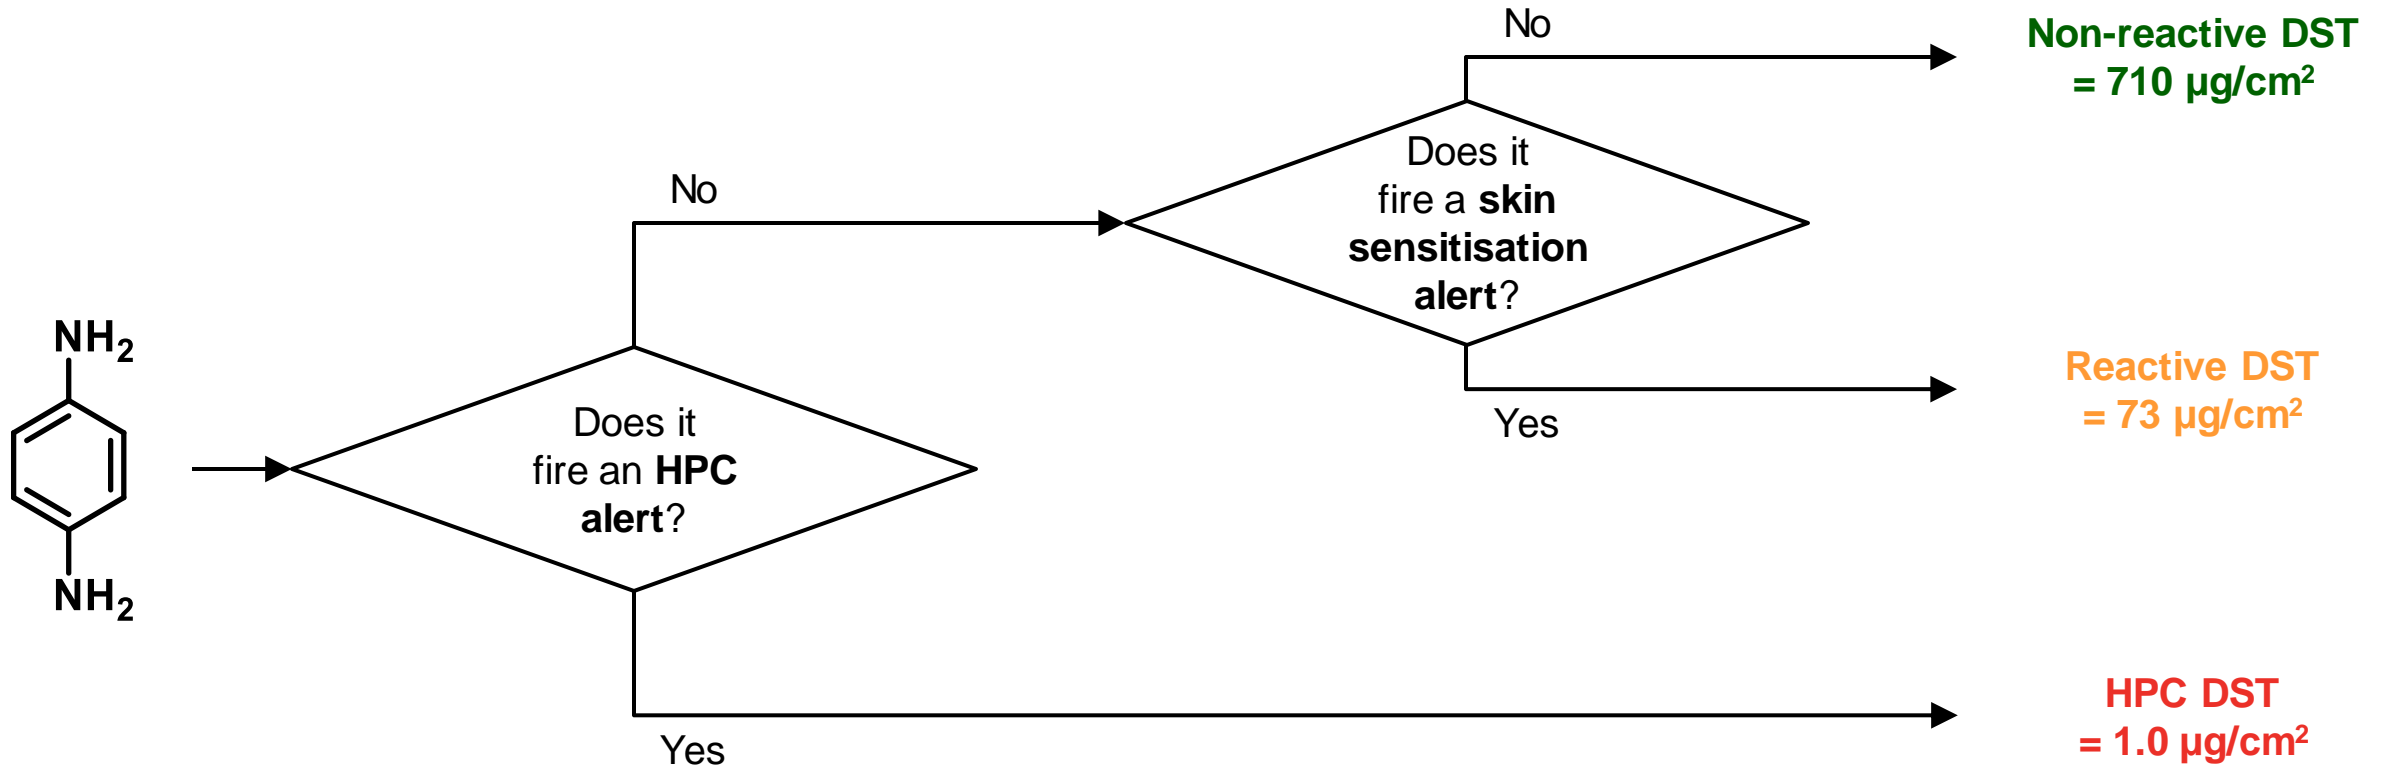 NH₂
NH₂
Does it
fire an HPC
alert?
No
Yes
Does it
fire a skin
sensitisation
alert?
No
Yes
Non-reactive DST
= 710 µg/cm²
Reactive DST
= 73 µg/cm²
HPC DST
= 1.0 µg/cm²